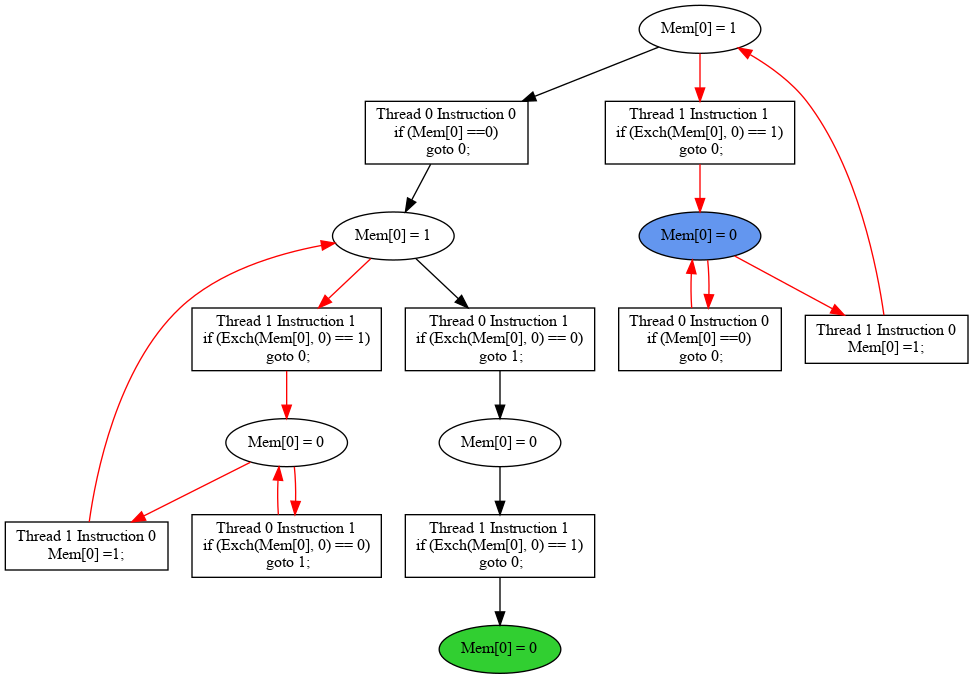 Mem[0] = 1
Thread 0 Instruction 0
if (Mem[0] ==0)
goto 0;
Thread 1 Instruction 1
if (Exch(Mem[0], 0) == 1)
goto 0;
Mem[0] = 1
Mem[0] = 0
Thread 1 Instruction 1
if (Exch(Mem[0], 0) == 1)
goto 0;
Thread 0 Instruction 1
if (Exch(Mem[0], 0) == 0)
goto 1;
Thread 0 Instruction 0
if (Mem[0] ==0)
goto 0;
Thread 1 Instruction 0
Mem[0] =1;
Mem[0] = 0
Mem[0] = 0
Thread 1 Instruction 0
Mem[0] =1;
Thread 0 Instruction 1
if (Exch(Mem[0], 0) == 0)
goto 1;
Thread 1 Instruction 1
if (Exch(Mem[0], 0) == 1)
goto 0;
Mem[0] = 0